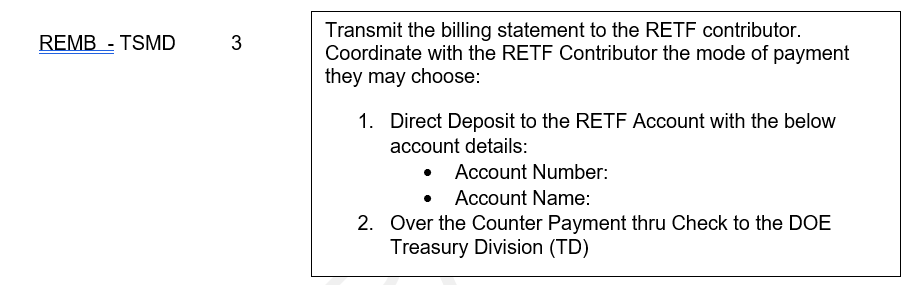 REMB - TSMD 3
Transmit the billing statement to the RETF contributor.
Coordinate with the RETF Contributor the mode of payment
they may choose:
1. Direct Deposit to the RETF Account with the below
account details:
• Account Number:
• Account Name:
2. Over the Counter Payment thru Check to the DOE
Treasury Division (TD)